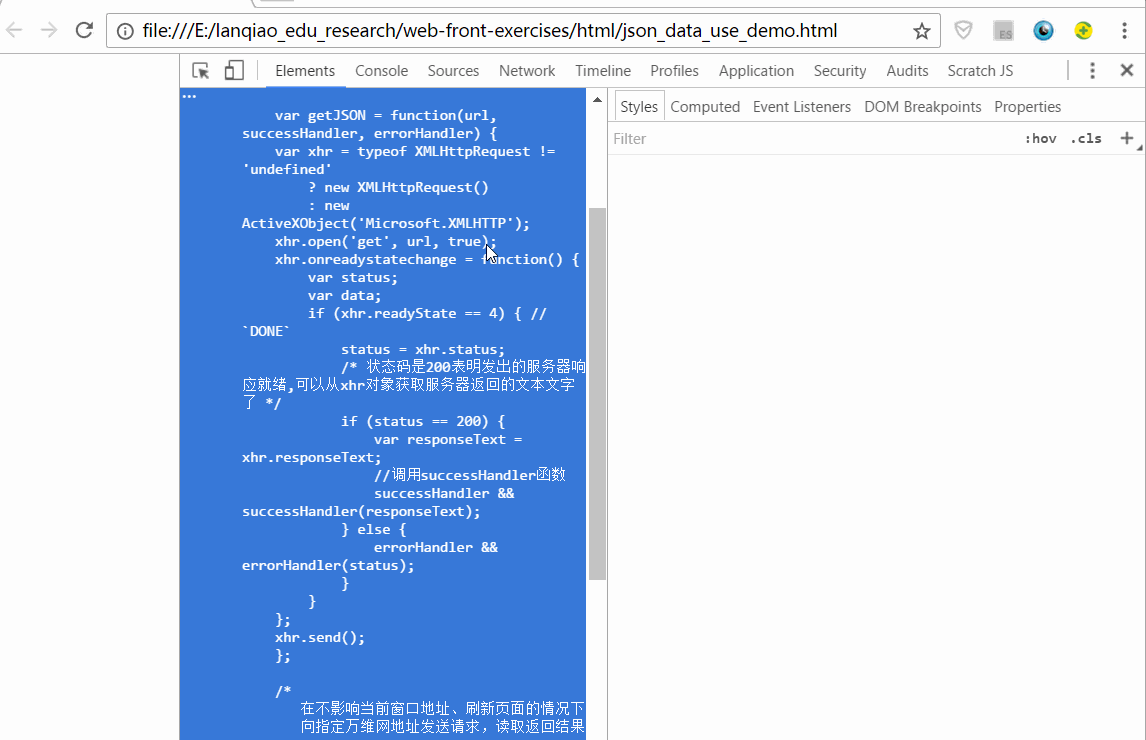 file:///E:/lanqiao_edu_research/web-front-exercises/html/json_data_use_demo.html
ES
Elements Console Sources Network Timeline Profiles Application Security Audits Scratch JS
Styles Computed Event Listeners DOM Breakpoints Properties
Filter :hov .cls +
...
var getJSON = function(url,
successHandler, errorHandler) {
var xhr = typeof XMLHttpRequest !=
'undefined'
? new XMLHttpRequest()
: new
ActiveXObject('Microsoft.XMLHTTP');
xhr.open('get', url, true);
xhr.onreadystatechange = function() {
var status;
var data;
if (xhr.readyState == 4) { //
`DONE`
status = xhr.status;
/* 状态码是200表明发出的服务器响
应就绪,可以从xhr对象获取服务器返回的文本文字
了 */
if (status == 200) {
var responseText =
xhr.responseText;
//调用successHandler函数
successHandler &&
successHandler(responseText);
} else {
errorHandler &&
errorHandler(status);
}
}
};
xhr.send();
};
/*
在不影响当前窗口地址、刷新页面的情况下
向指定万维网地址发送请求，读取返回结果